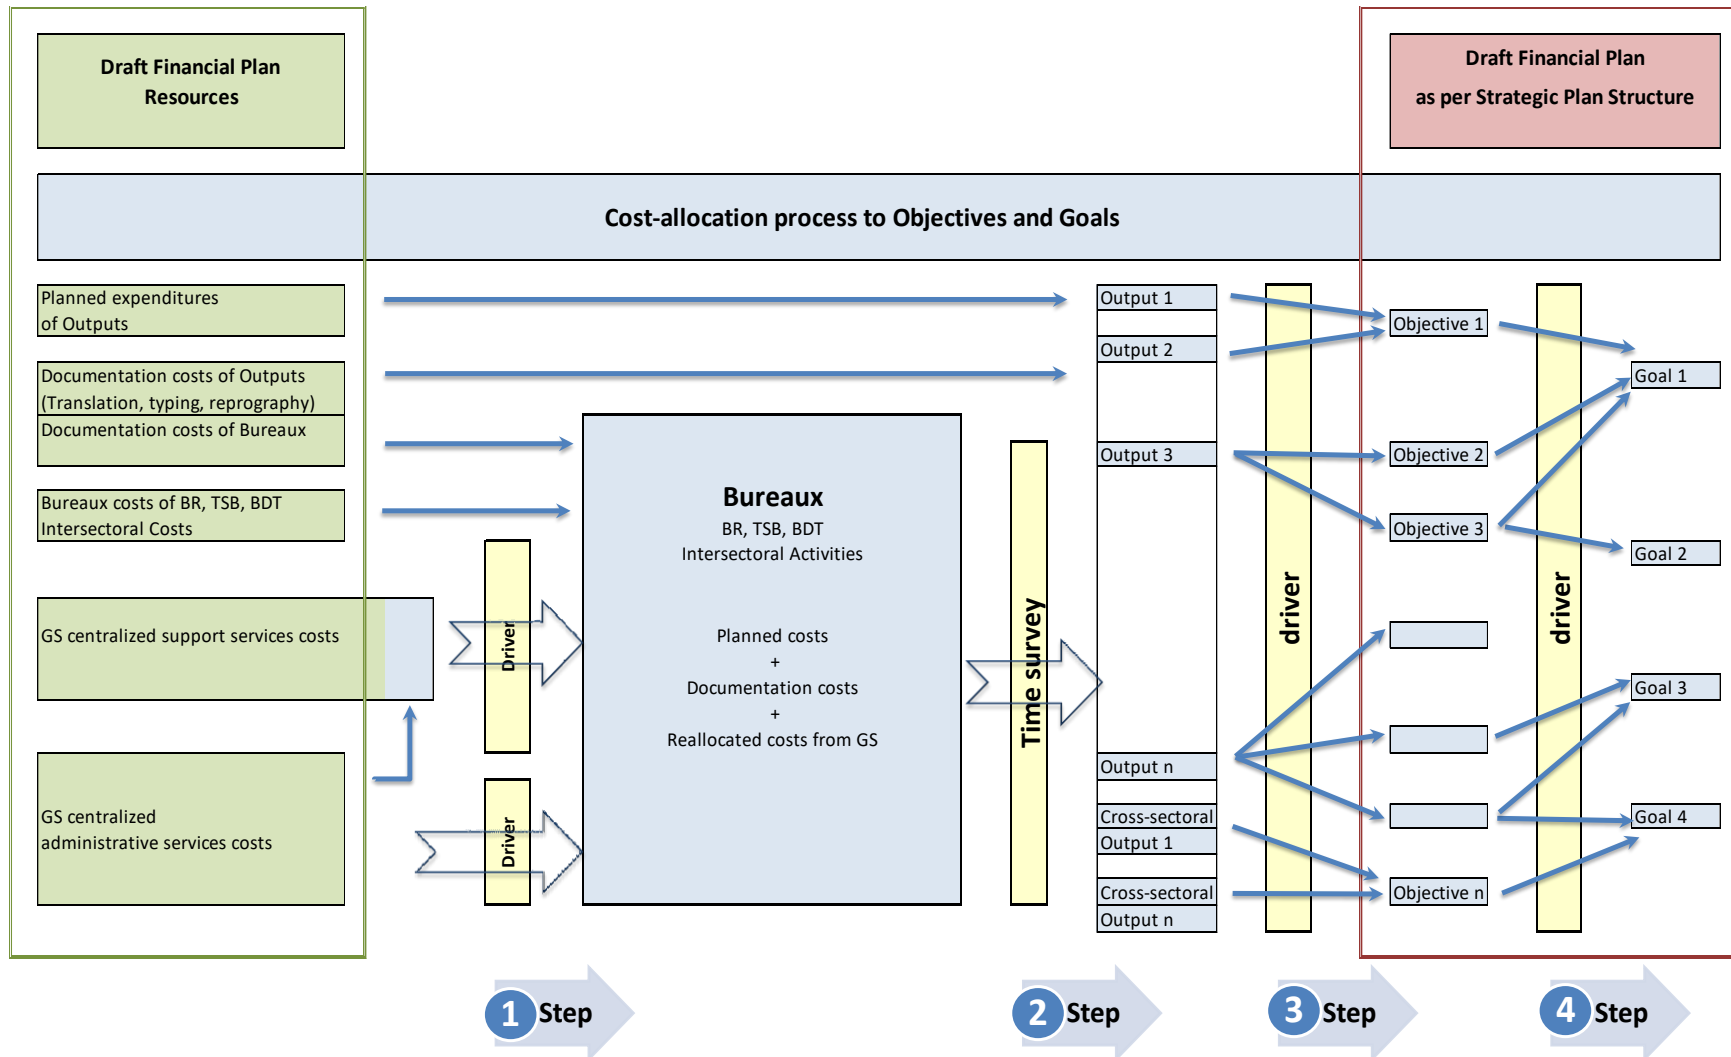 Draft Financial Plan
Resources
Draft Financial Plan
as per Strategic Plan Structure
Cost-allocation process to Objectives and Goals
Planned expenditures
of Outputs
Documentation costs of Outputs
(Translation, typing, reprography)
Documentation costs of Bureaux
Bureaux costs of BR, TSB, BDT
Intersectoral Costs
GS centralized support services costs
GS centralized
administrative services costs
Driver
Driver
Bureaux
BR, TSB, BDT
Intersectoral Activities
Planned costs
+
Documentation costs
+
Reallocated costs from GS
Time survey
Output 1
Output 2
Output 3
Output n
Cross-sectoral
Output 1
Cross-sectoral
Output n
driver
Objective 1
Objective 2
Objective 3
Objective n
driver
Goal 1
Goal 2
Goal 3
Goal 4
1 Step
2 Step
3 Step
4 Step